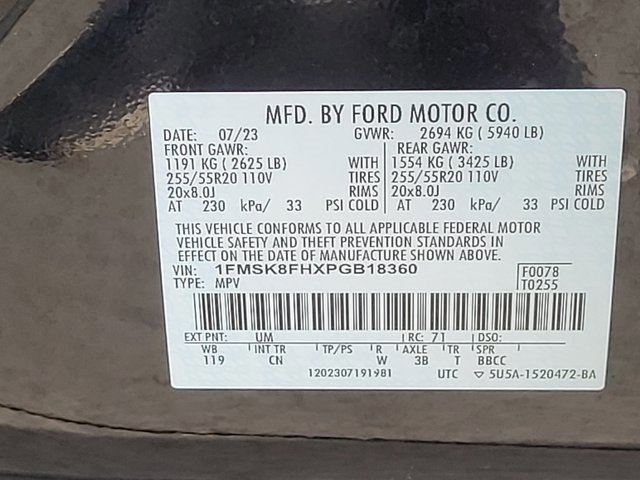 MFD. BY FORD MOTOR CO.
DATE: 07/23 GVWR: 2694 KG ( 5940 LB)
FRONT GAWR: REAR GAWR:
1191 KG ( 2625 LB) WITH 1554 KG ( 3425 LB) WITH
255/55R20 110V TIRES 255/55R20 110V TIRES
20x8.0J RIMS 20x8.0J RIMS
AT 230 kPa/ 33 PSI COLD AT 230 kPa/ 33 PSI COLD
THIS VEHICLE CONFORMS TO ALL APPLICABLE FEDERAL MOTOR
VEHICLE SAFETY AND THEFT PREVENTION STANDARDS IN
EFFECT ON THE DATE OF MANUFACTURE SHOWN ABOVE.
VIN: 1FMSK8FHXPGB18360 F0078
TYPE: MPV T0255
EXT PNT: UM RC: 71 DSO:
WB INT TR TP/PS R AXLE TR SPR
119 CN W 3B T BBCC
1202307191981 UTC ▽ 5U5A-1520472-BA